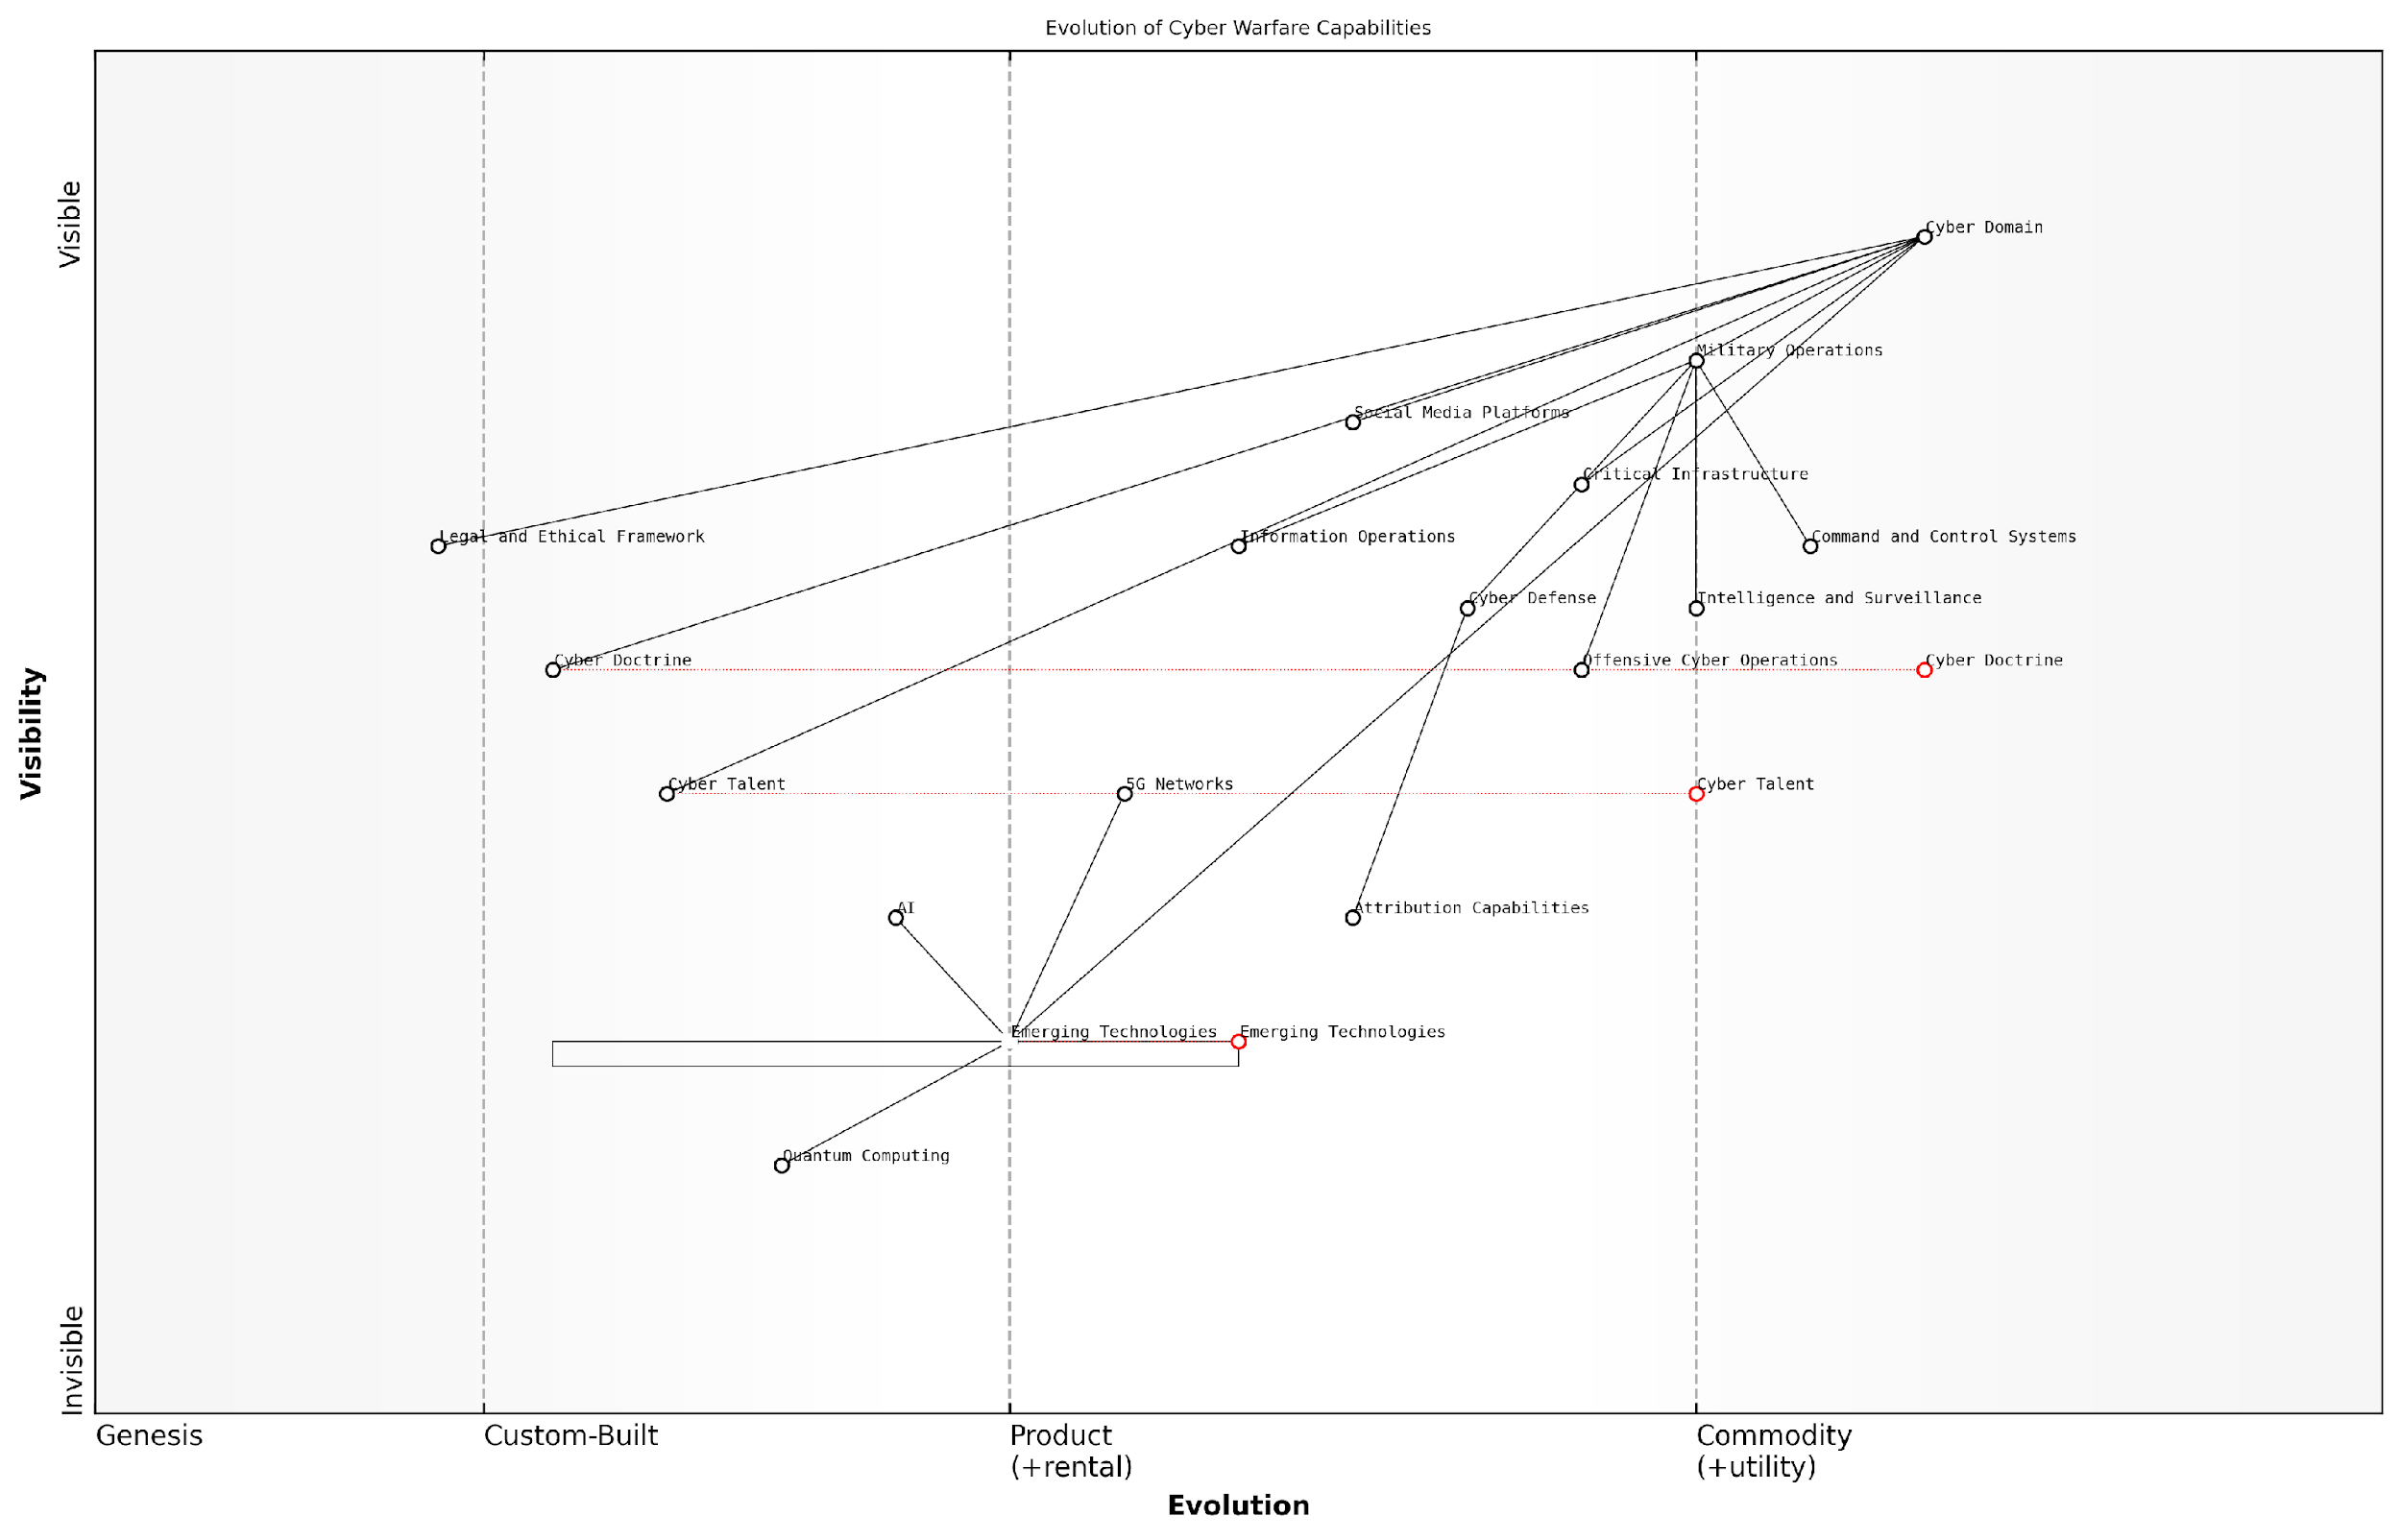 Evolution of Cyber Warfare Capabilities
Visible
Cyber Domain
Military Operations
Social Media Platforms
Critical Infrastructure
Legal and Ethical Framework
Information Operations
Command and Control Systems
Cyber Defense
Intelligence and Surveillance
Cyber Doctrine
Offensive Cyber Operations
Cyber Doctrine
Visibility
Cyber Talent
5G Networks
Cyber Talent
AI
Attribution Capabilities
Emerging Technologies
Emerging Technologies
Quantum Computing
Invisible
Genesis
Custom-Built
Product
(+rental)
Commodity
(+utility)
Evolution